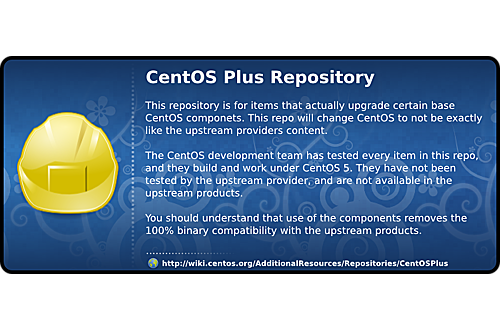 CentOS Plus Repository
This repository is for items that actually upgrade certain base
CentOS componets. This repo will change CentOS to not be exactly
like the upstream providers content.
The CentOS development team has tested every item in this repo,
and they build and work under CentOS 5. They have not been
tested by the upstream provider, and are not available in the
upstream products.
You should understand that use of the components removes the
100% binary compatibility with the upstream products.
http://wiki.centos.org/AdditionalResources/Repositories/CentOSPlus